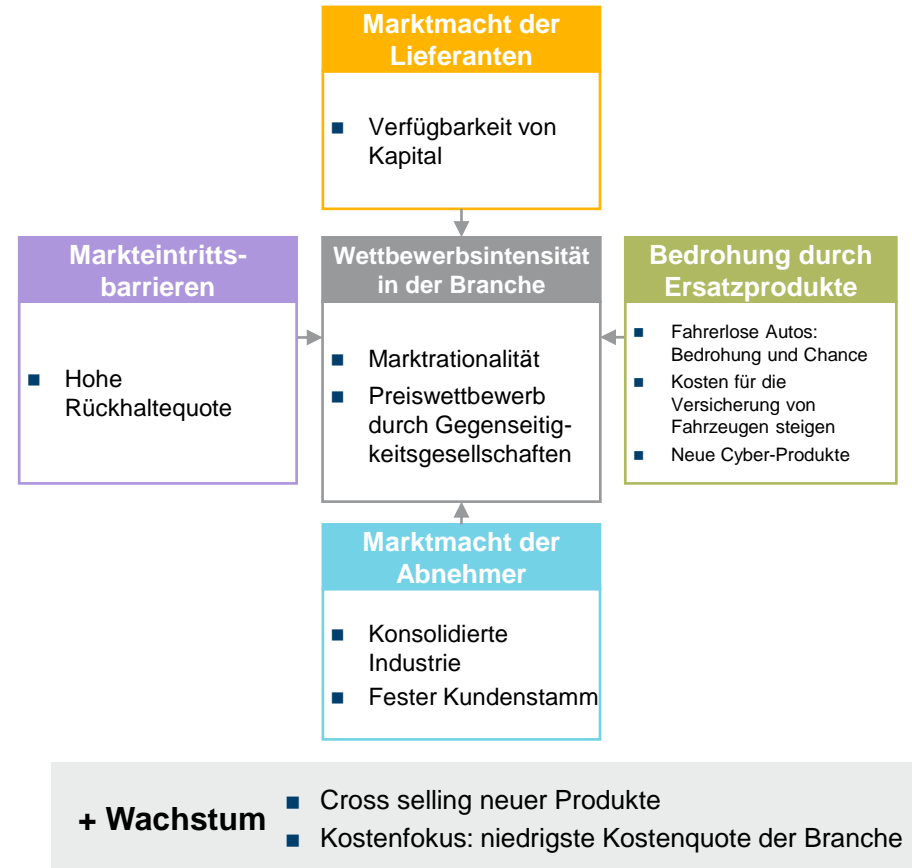 Marktmacht der
Lieferanten
Verfügbarkeit von
Kapital
Markteintritts-
barrieren
Hohe
Rückhaltequote
Wettbewerbsintensität
in der Branche
Marktrationalität
Preiswettbewerb
durch Gegenseitig-
keitsgesellschaften
Bedrohung durch
Ersatzprodukte
Fahrerlose Autos:
Bedrohung und Chance
Kosten für die
Versicherung von
Fahrzeugen steigen
Neue Cyber-Produkte
Marktmacht der
Abnehmer
Konsolidierte
Industrie
Fester Kundenstamm
+ Wachstum
Cross selling neuer Produkte
Kostenfokus: niedrigste Kostenquote der Branche